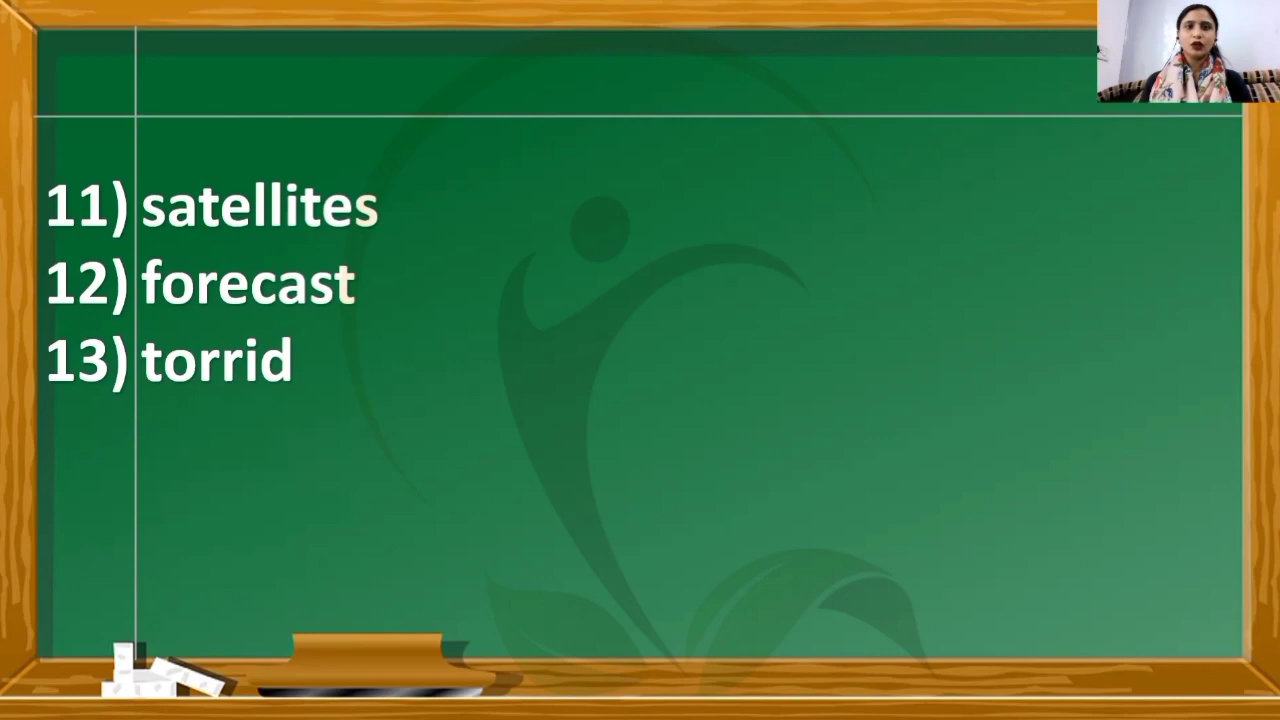 11) satellites
12) forecast
13) torrid